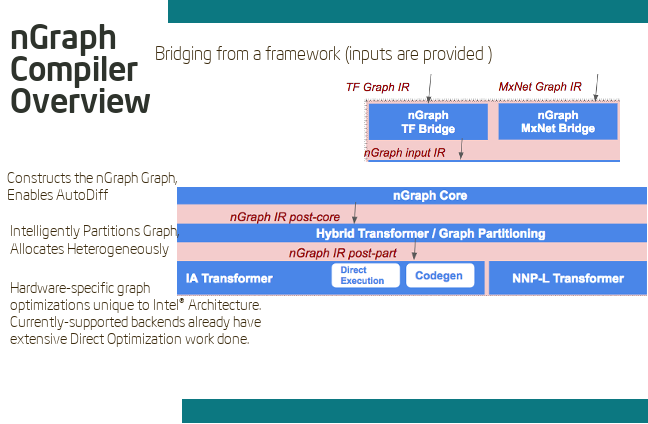 nGraph
Compiler
Overview
Bridging from a framework (inputs are provided )
TF Graph IR
MxNet Graph IR
nGraph
TF Bridge
nGraph
MxNet Bridge
nGraph input IR
Constructs the nGraph Graph,
Enables AutoDiff
nGraph Core
nGraph IR post-core
Intelligently Partitions Graph,
Allocates Heterogeneously
Hybrid Transformer / Graph Partitioning
nGraph IR post-part
IA Transformer
Direct
Execution
Codegen
NNP-L Transformer
Hardware-specific graph
optimizations unique to Intel® Architecture.
Currently-supported backends already have
extensive Direct Optimization work done.